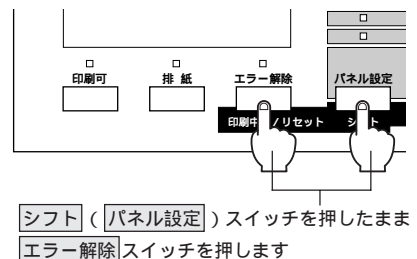 印刷可 排 紙 エラー解除 パネル設定
印刷中 / リセット シ ト
シフト ( パネル設定 ) スイッチを押したまま
エラー解除 スイッチを押します